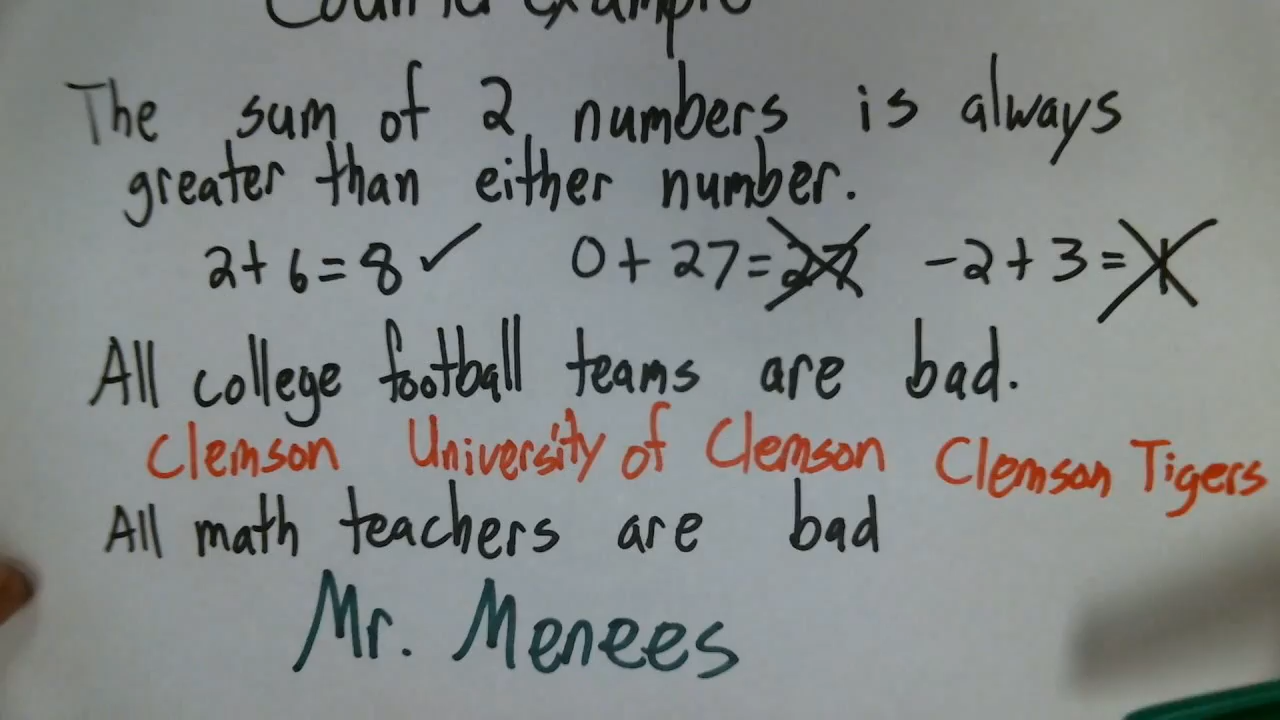 Counter example
The sum of 2 numbers is always
greater than either number.
2+6=8✓ 0+27=27 -2+3=1
All college football teams are bad.
Clemson University of Clemson Clemson Tigers
All math teachers are bad
Mr. Menees